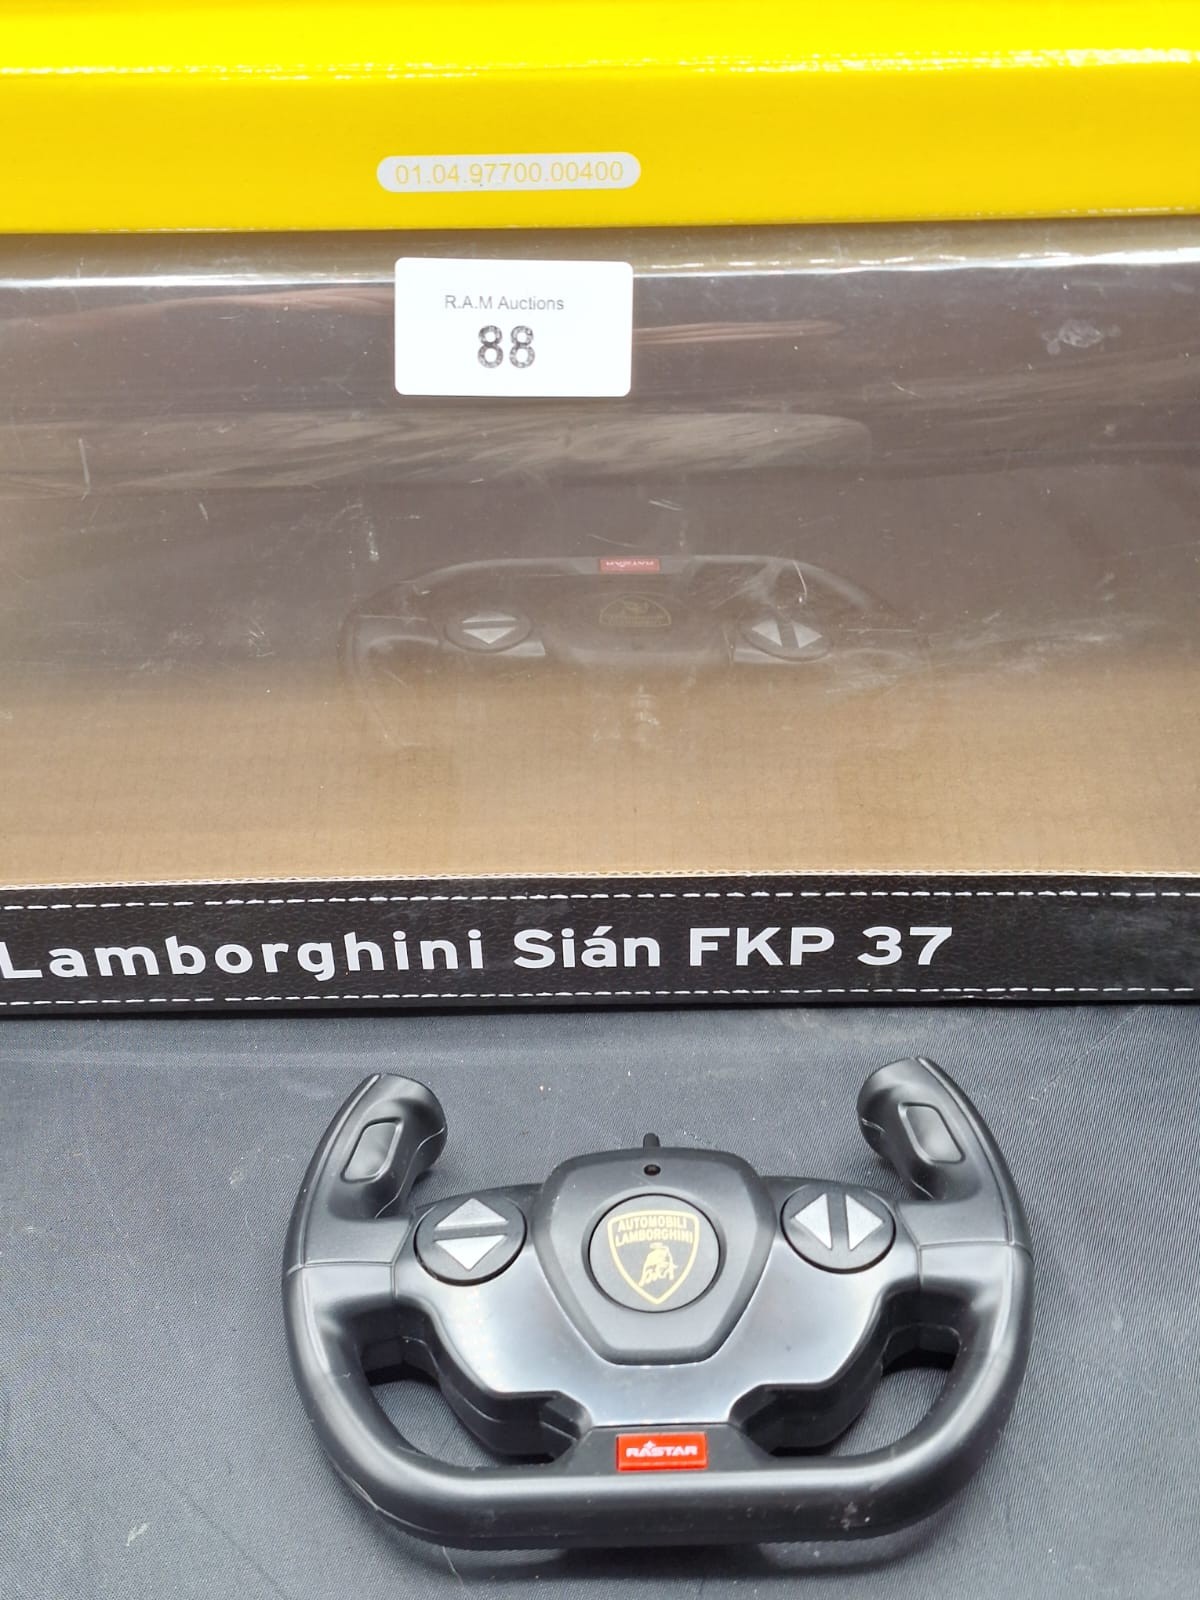 01.04.97700.00400
R.A.M Auctions
88
Lamborghini Sián FKP 37
AUTOMOBILI
LAMBORGHINI
RASTAR